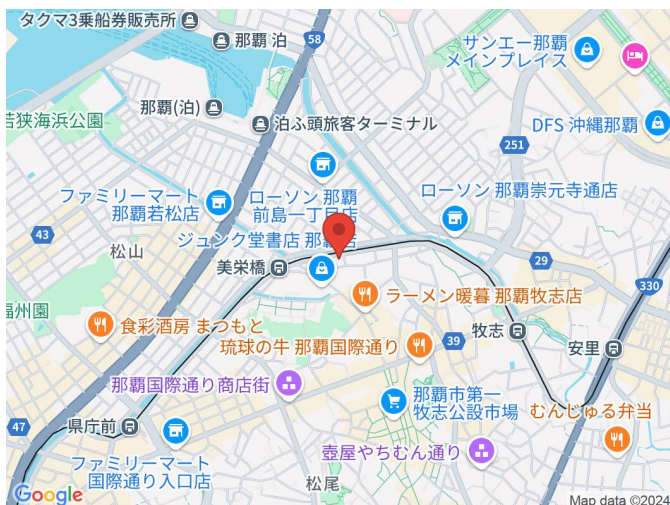 タクマ3乗船券販売所
那覇 泊
58
サンエー那覇
メインプレイス
那覇(泊)
若狭海浜公園
泊ふ頭旅客ターミナル
251
DFS 沖縄那覇
ファミリーマート
那覇若松店
ローソン 那覇
前島一丁目店
ローソン 那覇崇元寺通店
43
松山
ジュンク堂書店 那覇店
美栄橋
29
330
福州園
ラーメン暖暮 那覇牧志店
食彩酒房 まつもと
琉球の牛 那覇国際通り
39
牧志
安里
那覇国際通り商店街
那覇市第一
牧志公設市場
むんじゅる弁当
47
県庁前
ファミリーマート
国際通り入口店
壺屋やちむん通り
松尾
Google
Map data ©2024